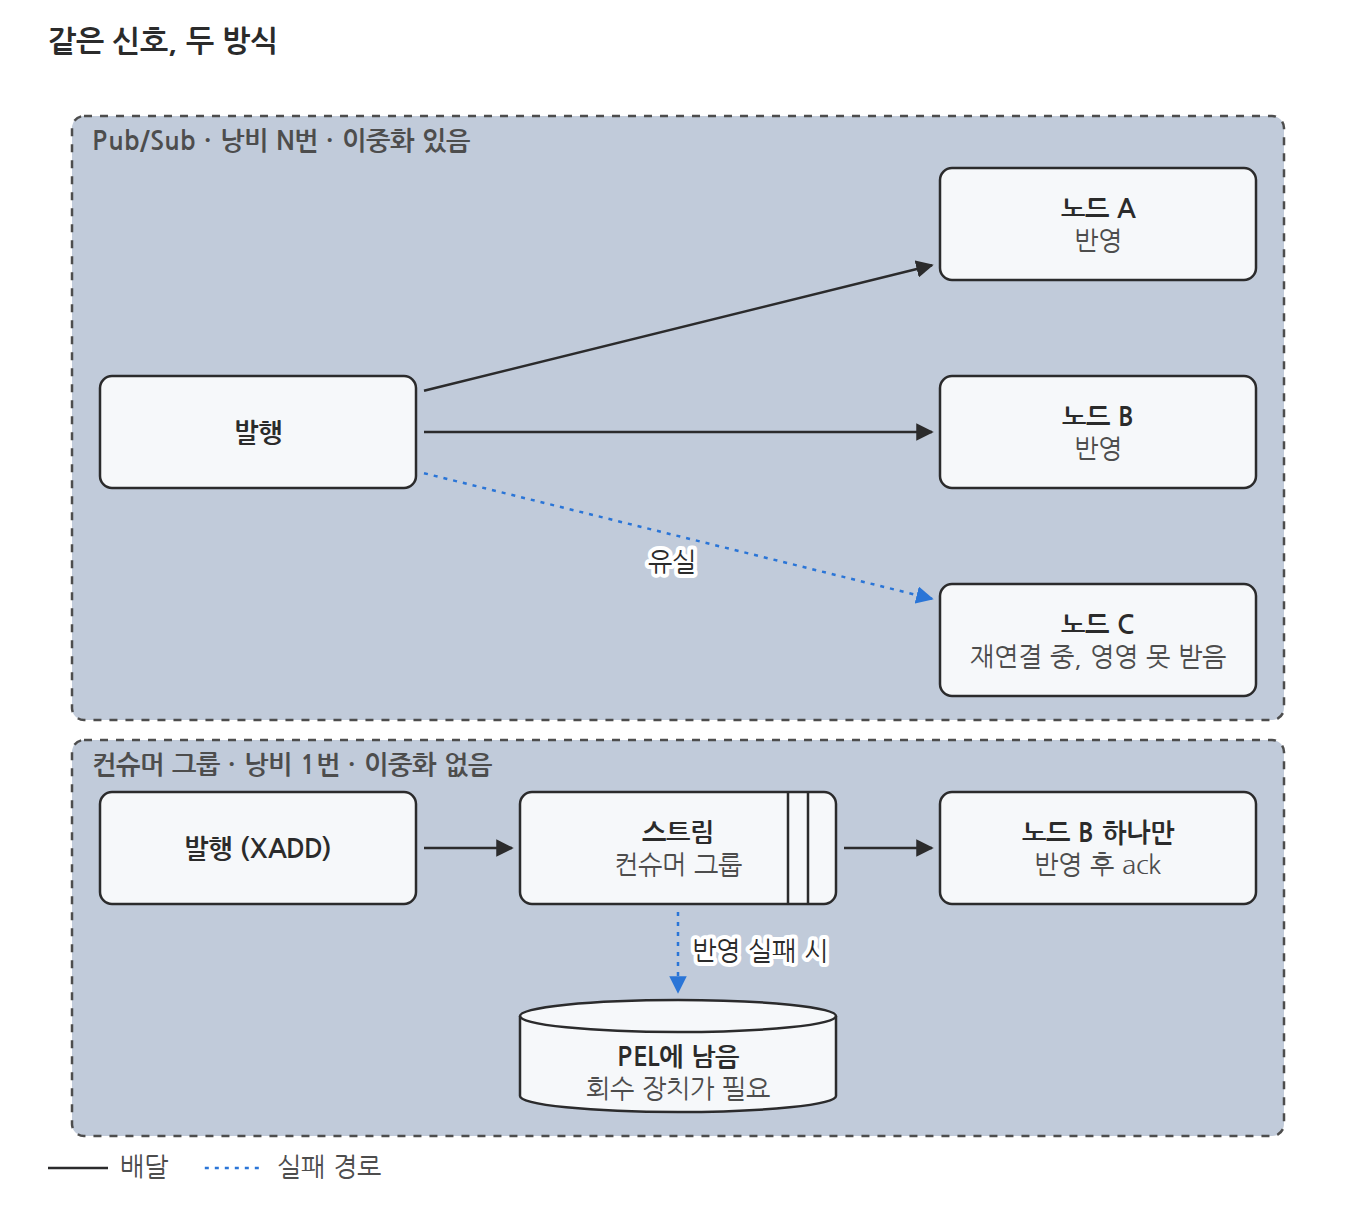 같은 신호, 두 방식
Pub/Sub · 낭비 N번 · 이중화 있음
노드 A
반영
발행
노드 B
반영
유실
노드 C
재연결 중, 영영 못 받음
컨슈머 그룹 · 낭비 1번 · 이중화 없음
발행 (XADD)
스트림
컨슈머 그룹
노드 B 하나만
반영 후 ack
반영 실패 시
PEL에 남음
회수 장치가 필요
배달
실패 경로